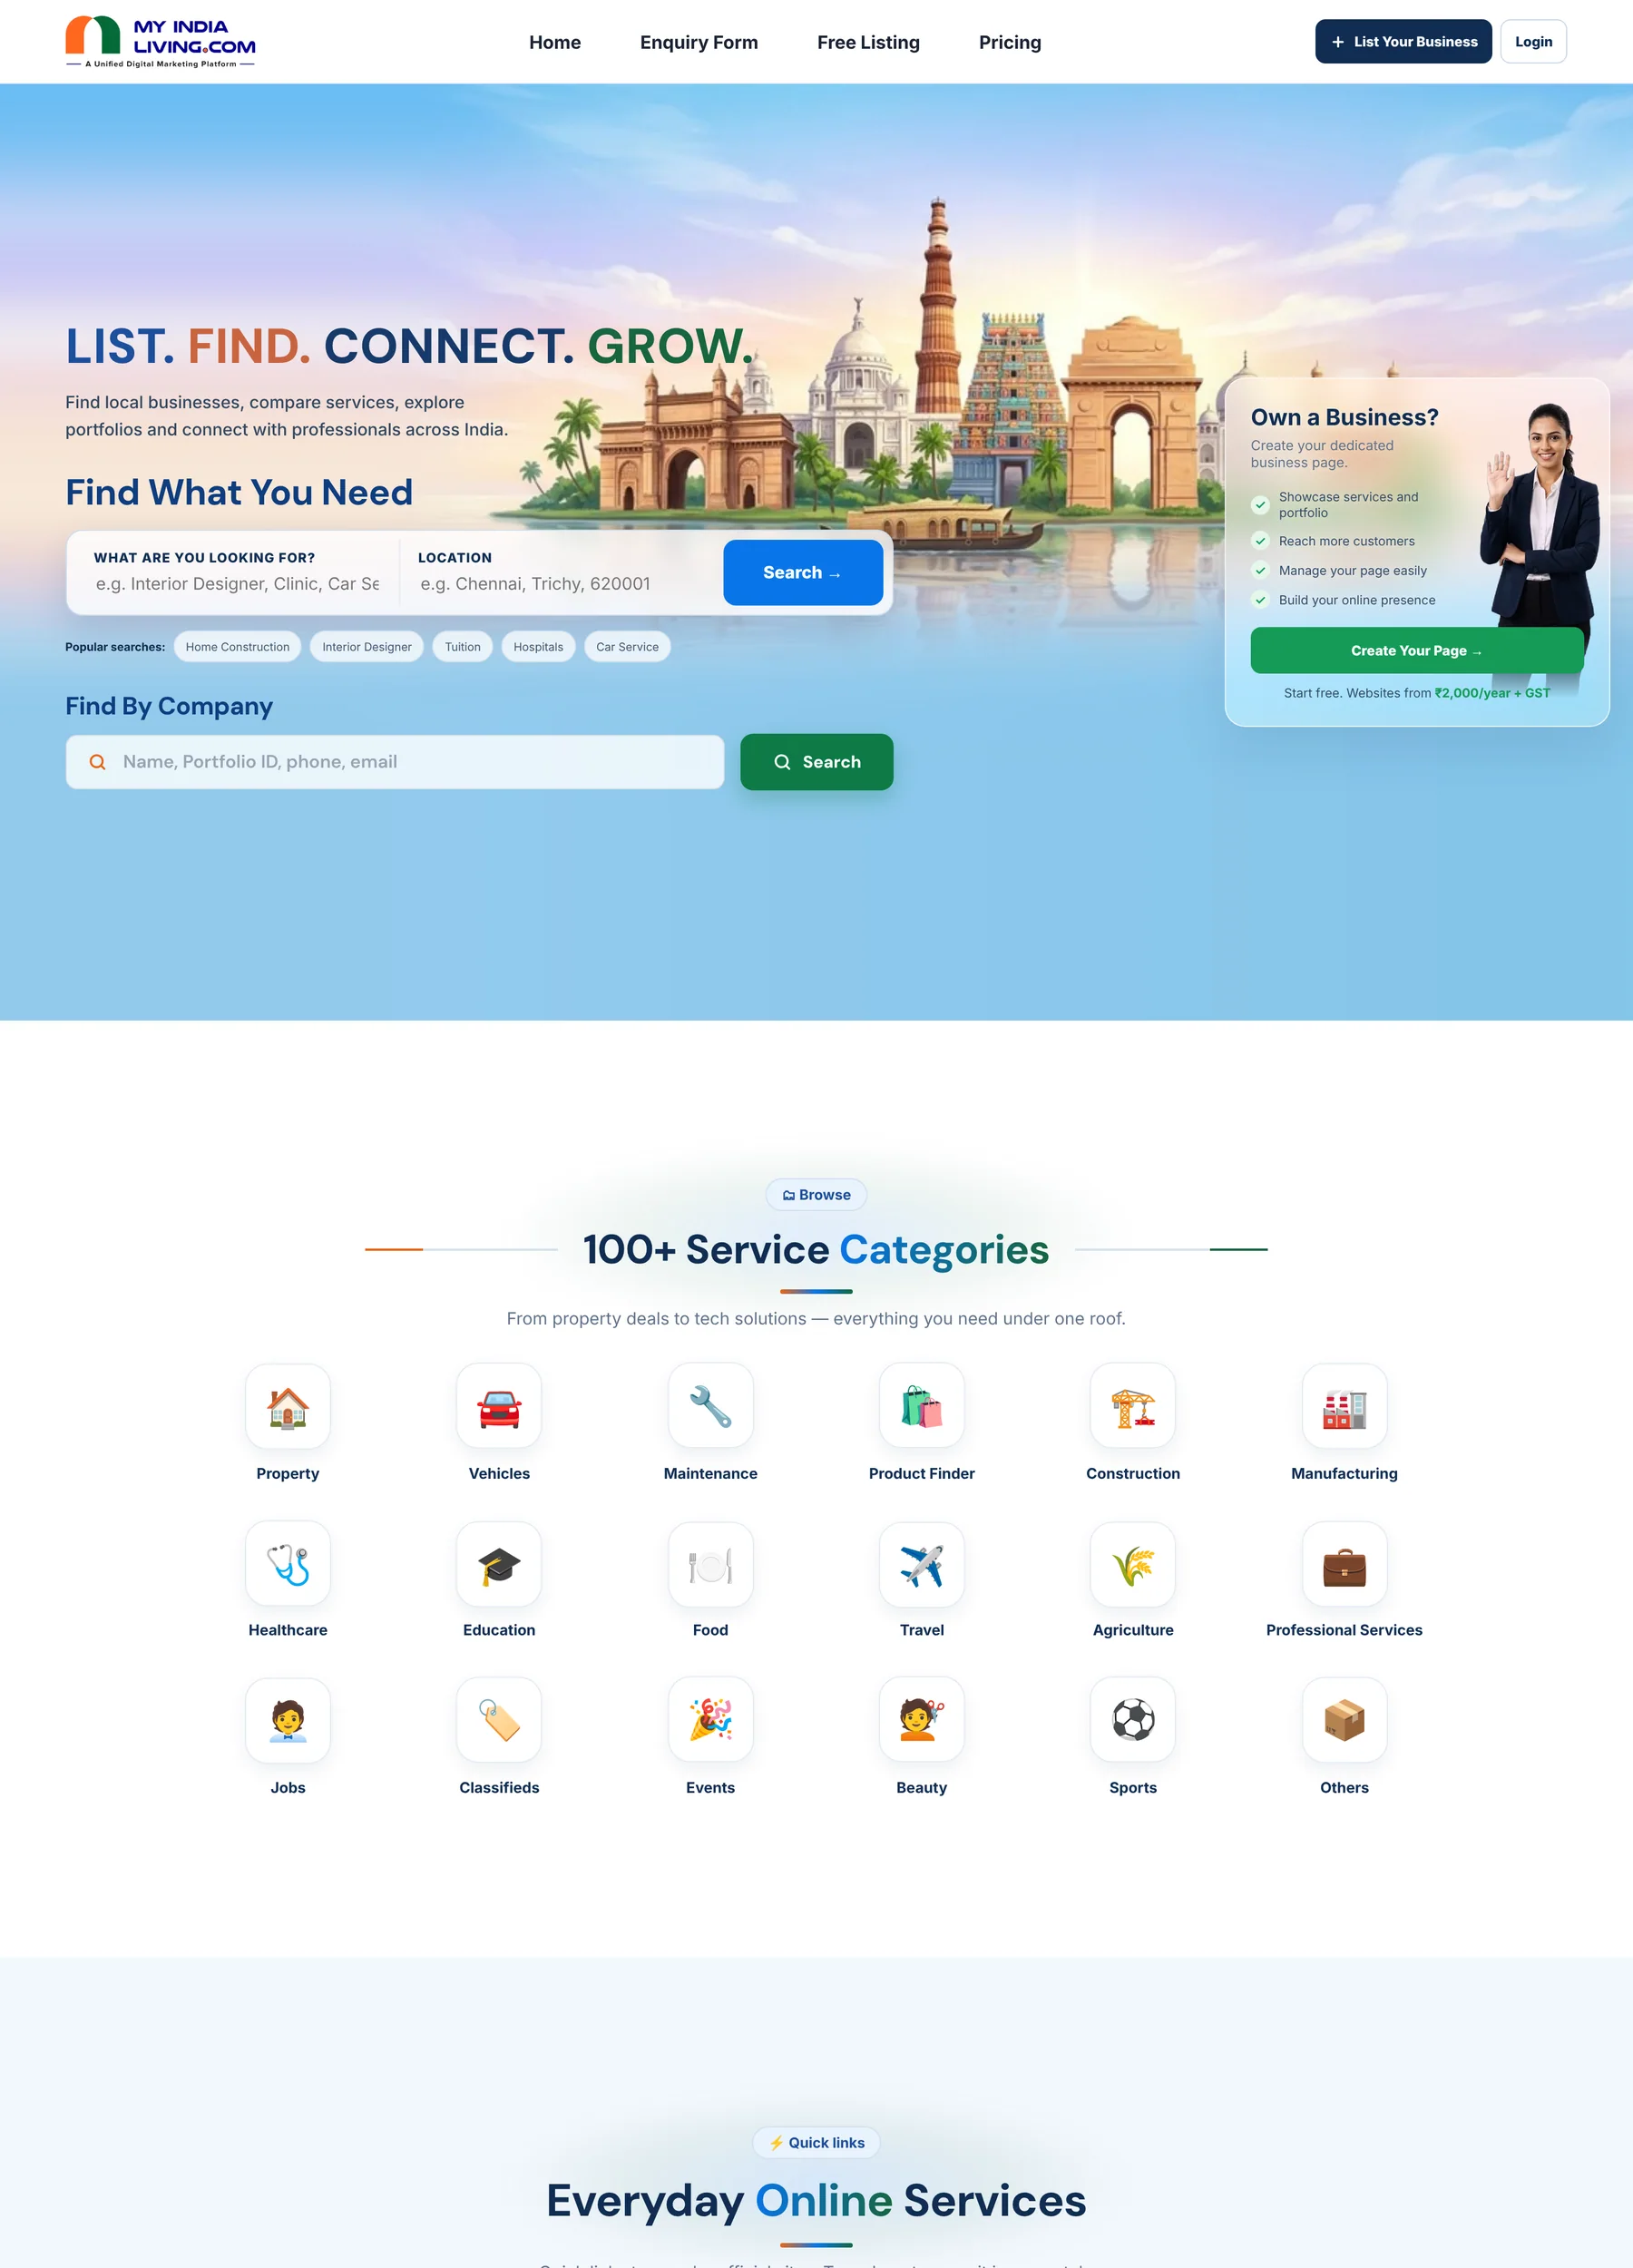 MY INDIA
LIVING.COM
A Unified Digital Marketing Platform
Home
Enquiry Form
Free Listing
Pricing
+ List Your Business
Login
LIST. FIND. CONNECT. GROW.
Find local businesses, compare services, explore
portfolios and connect with professionals across India.
Find What You Need
WHAT ARE YOU LOOKING FOR?
e.g. Interior Designer, Clinic, Car Se
LOCATION
e.g. Chennai, Trichy, 620001
Search →
Popular searches:
Home Construction
Interior Designer
Tuition
Hospitals
Car Service
Find By Company
Name, Portfolio ID, phone, email
Search
Own a Business?
Create your dedicated
business page.
Showcase services and
portfolio
Reach more customers
Manage your page easily
Build your online presence
Create Your Page →
Start free. Websites from ₹2,000/year + GST
Browse
100+ Service Categories
From property deals to tech solutions — everything you need under one roof.
Property
Vehicles
Maintenance
Product Finder
Construction
Manufacturing
Healthcare
Education
Food
Travel
Agriculture
Professional Services
Jobs
Classifieds
Events
Beauty
Sports
Others
Quick links
Everyday Online Services